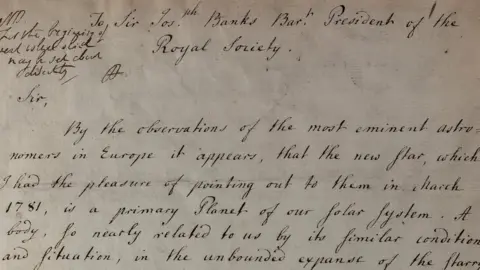 To, Sir Jos.ph Banks Bar.t President of the
Royal Society.
Sir,
By the observations of the most eminent astro-
nomers in Europe it appears, that the new star, which
I had the pleasure of pointing out to them in March
1781, is a primary Planet of our Solar System. A
body, so nearly related to us by its similar condition
and situation, in the unbounded expanse of the starry